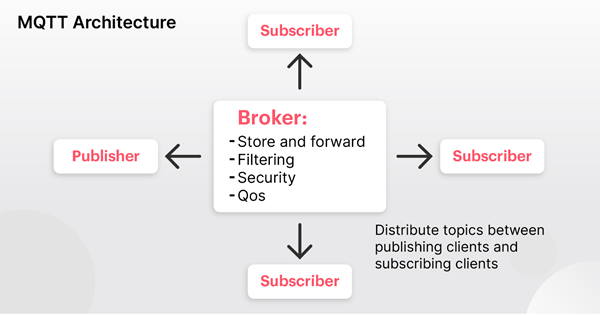 MQTT Architecture
Subscriber
Broker:
- Store and forward
- Filtering
- Security
- Qos
Publisher
Subscriber
Distribute topics between
publishing clients and
subscribing clients
Subscriber